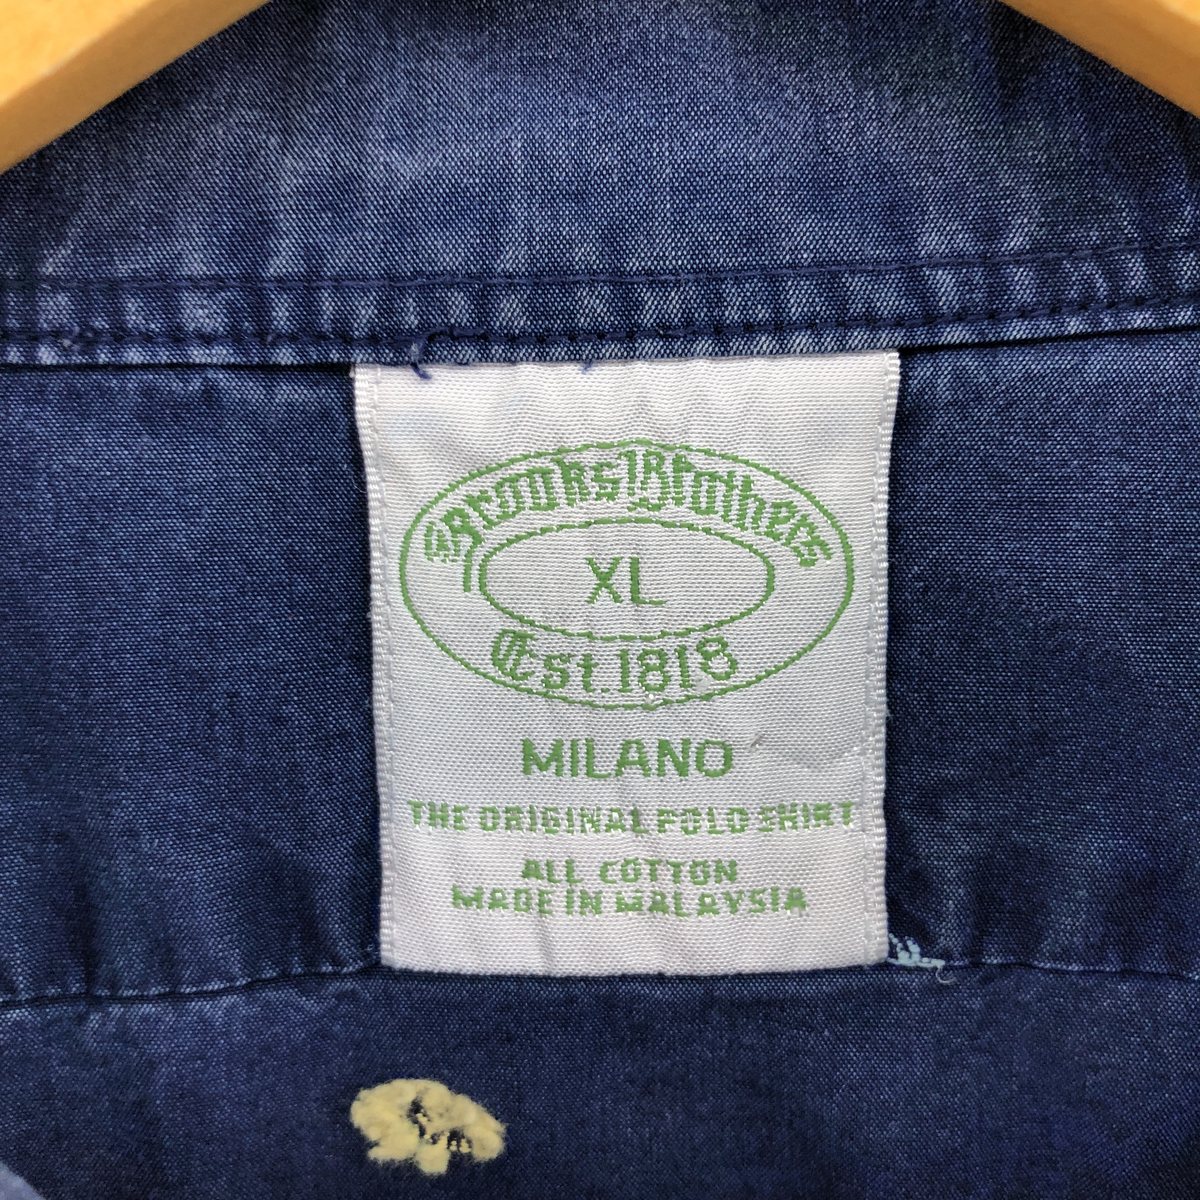 Brooks Brothers
XL
Est. 1818
MILANO
THE ORIGINAL POLO SHIRT
ALL COTTON
MADE IN MALAYSIA